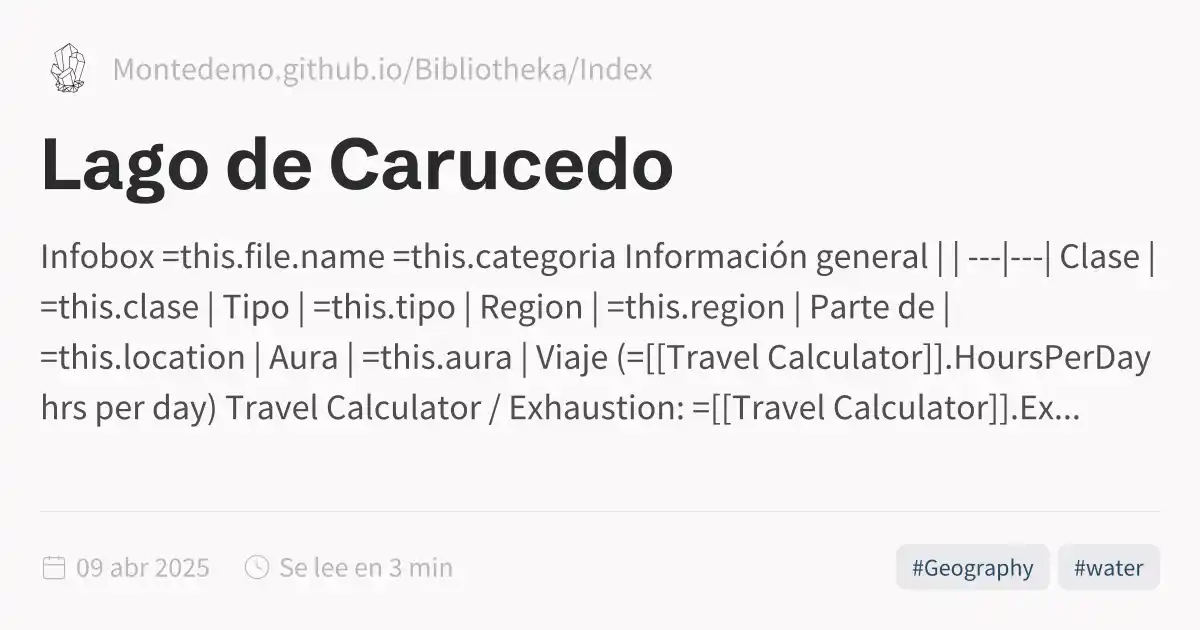 Montedemo.github.io/Bibliotheka/Index
Lago de Carucedo
Infobox =this.file.name =this.categoria Información general | | ---|---| Clase |
=this.clase | Tipo | =this.tipo | Region | =this.region | Parte de |
=this.location | Aura | =this.aura | Viaje (=[[Travel Calculator]].HoursPerDay
hrs per day) Travel Calculator / Exhaustion: =[[Travel Calculator]].Ex...
09 abr 2025 Se lee en 3 min #Geography #water